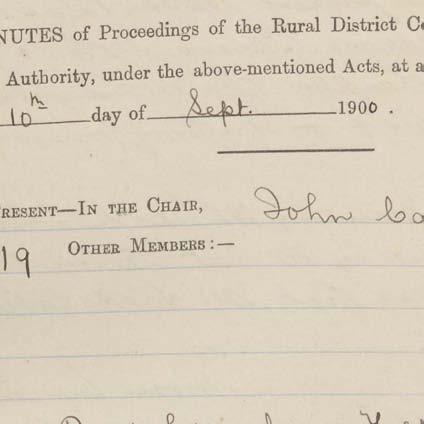 NUTES of Proceedings of the Rural District C
Authority, under the above-mentioned Acts, at a
10th day of Sept. 1900.
RESENT—IN THE CHAIR, John Co
19 OTHER MEMBERS:—